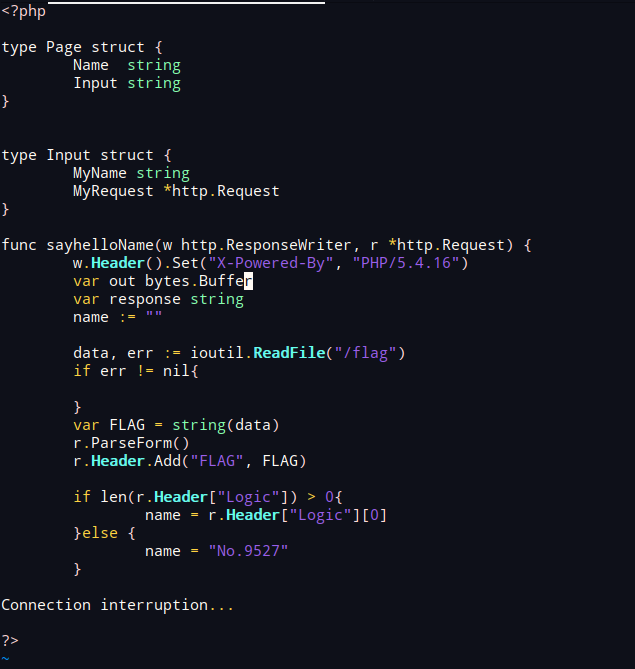 <?php
type Page struct {
Name  string
Input string
}
type Input struct {
MyName string
MyRequest *http.Request
}
func sayhelloName(w http.ResponseWriter, r *http.Request) {
w.Header().Set("X-Powered-By", "PHP/5.4.16")
var out bytes.Buffer
var response string
name := ""
data, err := ioutil.ReadFile("/flag")
if err != nil{
}
var FLAG = string(data)
r.ParseForm()
r.Header.Add("FLAG", FLAG)
if len(r.Header["Logic"]) > 0{
name = r.Header["Logic"][0]
}else {
name = "No.9527"
}
Connection interruption...
?>
~